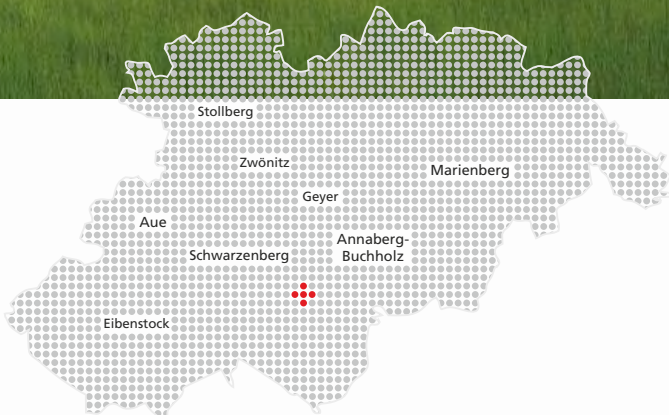 Stollberg
Zwönitz
Marienberg
Geyer
Aue
Annaberg-
Buchholz
Schwarzenberg
Eibenstock